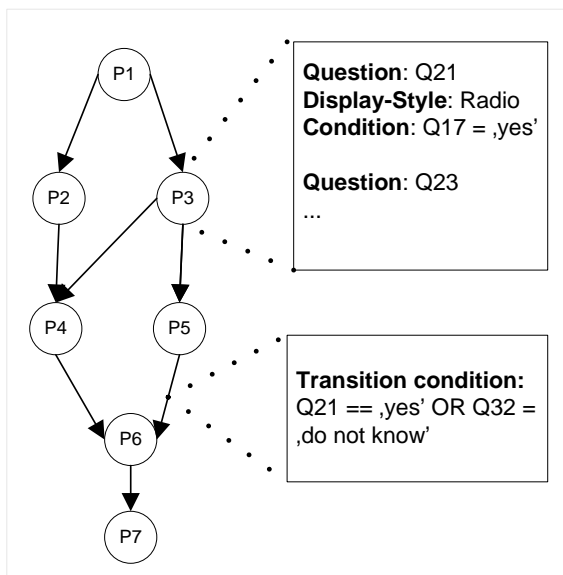 P1
Question: Q21
Display-Style: Radio
Condition: Q17 = ‚yes’
Question: Q23
...
P2
P3
P4
P5
Transition condition:
Q21 == ‚yes’ OR Q32 =
‚do not know’
P6
P7